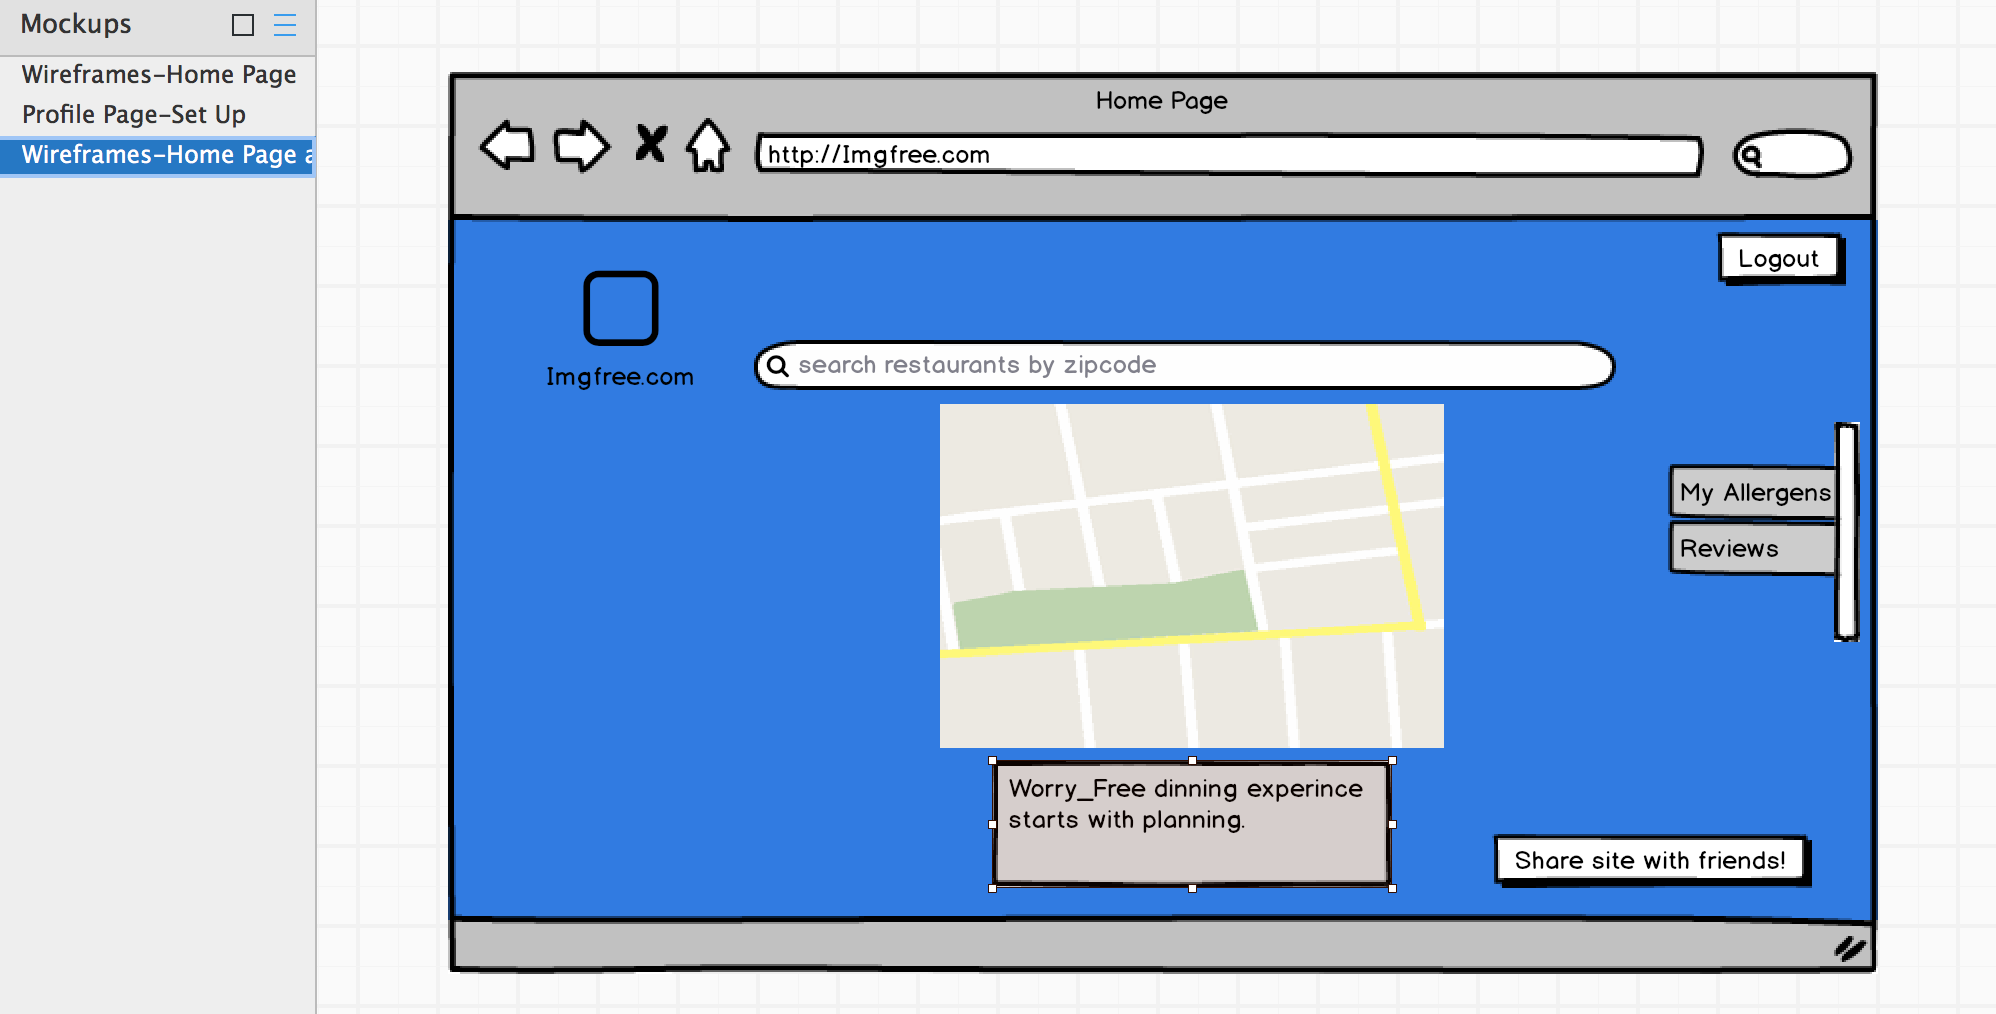 Mockups
Wireframes-Home Page
Profile Page-Set Up
Wireframes-Home Page a
Home Page
http://Imgfree.com
Logout
Imgfree.com
search restaurants by zipcode
My Allergens
Reviews
Worry_Free dinning experince
starts with planning.
Share site with friends!